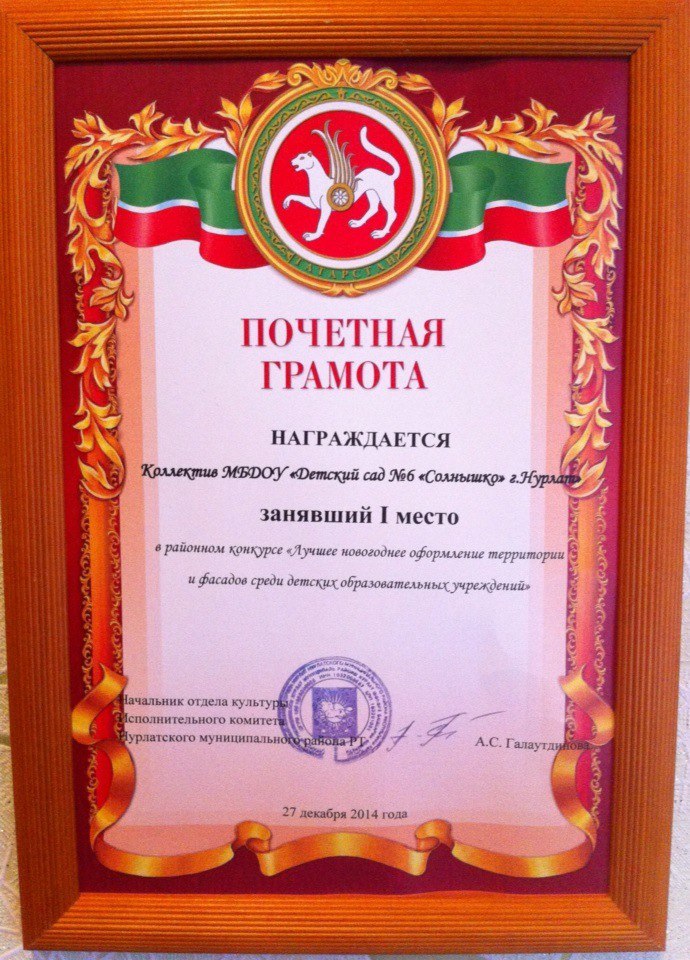 ТАТАРСТАН
ПОЧЕТНАЯ
ГРАМОТА
НАГРАЖДАЕТСЯ
Коллектив МБДОУ «Детский сад №6 «Солнышко» г.Нурлат»
занявший I место
в районном конкурсе «Лучшее новогоднее оформление территории
и фасадов среди детских образовательных учреждений»
Начальник отдела культуры
Исполнительного комитета
Нурлатского муниципального района РТ
А.С. Галаутдинова
27 декабря 2014 года